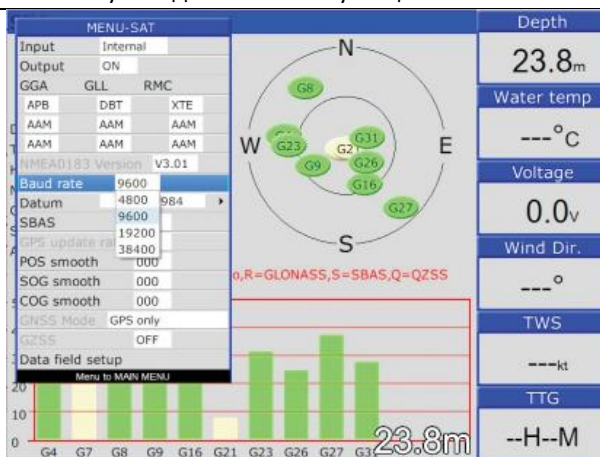 MENU-SAT
Input Internal
Output ON
GGA GLL RMC
APB DBT XTE
AAM AAM AAM
AAM AAM AAM
NMEA0183 Version V3.01
Baud rate 9600
4800
9600
19200
38400
Datum 984
SBAS
GPS update ra
POS smooth 000
SOG smooth 000
COG smooth 000
GNSS Mode GPS only
GZSS OFF
Data field setup
Menu to MAIN MENU
N
W
E
S
G8
G23
G31
G9
G26
G16
G27
o,R=GLONASS,S=SBAS,Q=QZSS
20
10
0
G4 G7 G8 G9 G16 G21 G23 G26 G27
23.8m
Depth
23.8m
Water temp
---°C
Voltage
0.0v
Wind Dir.
---°
TWS
---kt
TTG
--H--M